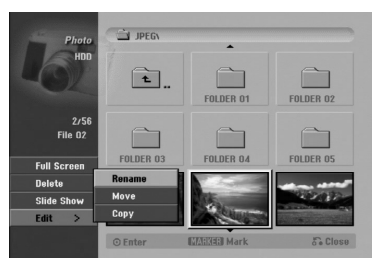 Photo
HDD
JPEG\
..
FOLDER 01
FOLDER 02
2/56
File 02
FOLDER 03
FOLDER 04
FOLDER 05
Full Screen
Delete
Slide Show
Edit >
Rename
Move
Copy
Enter
MARKER Mark
Close